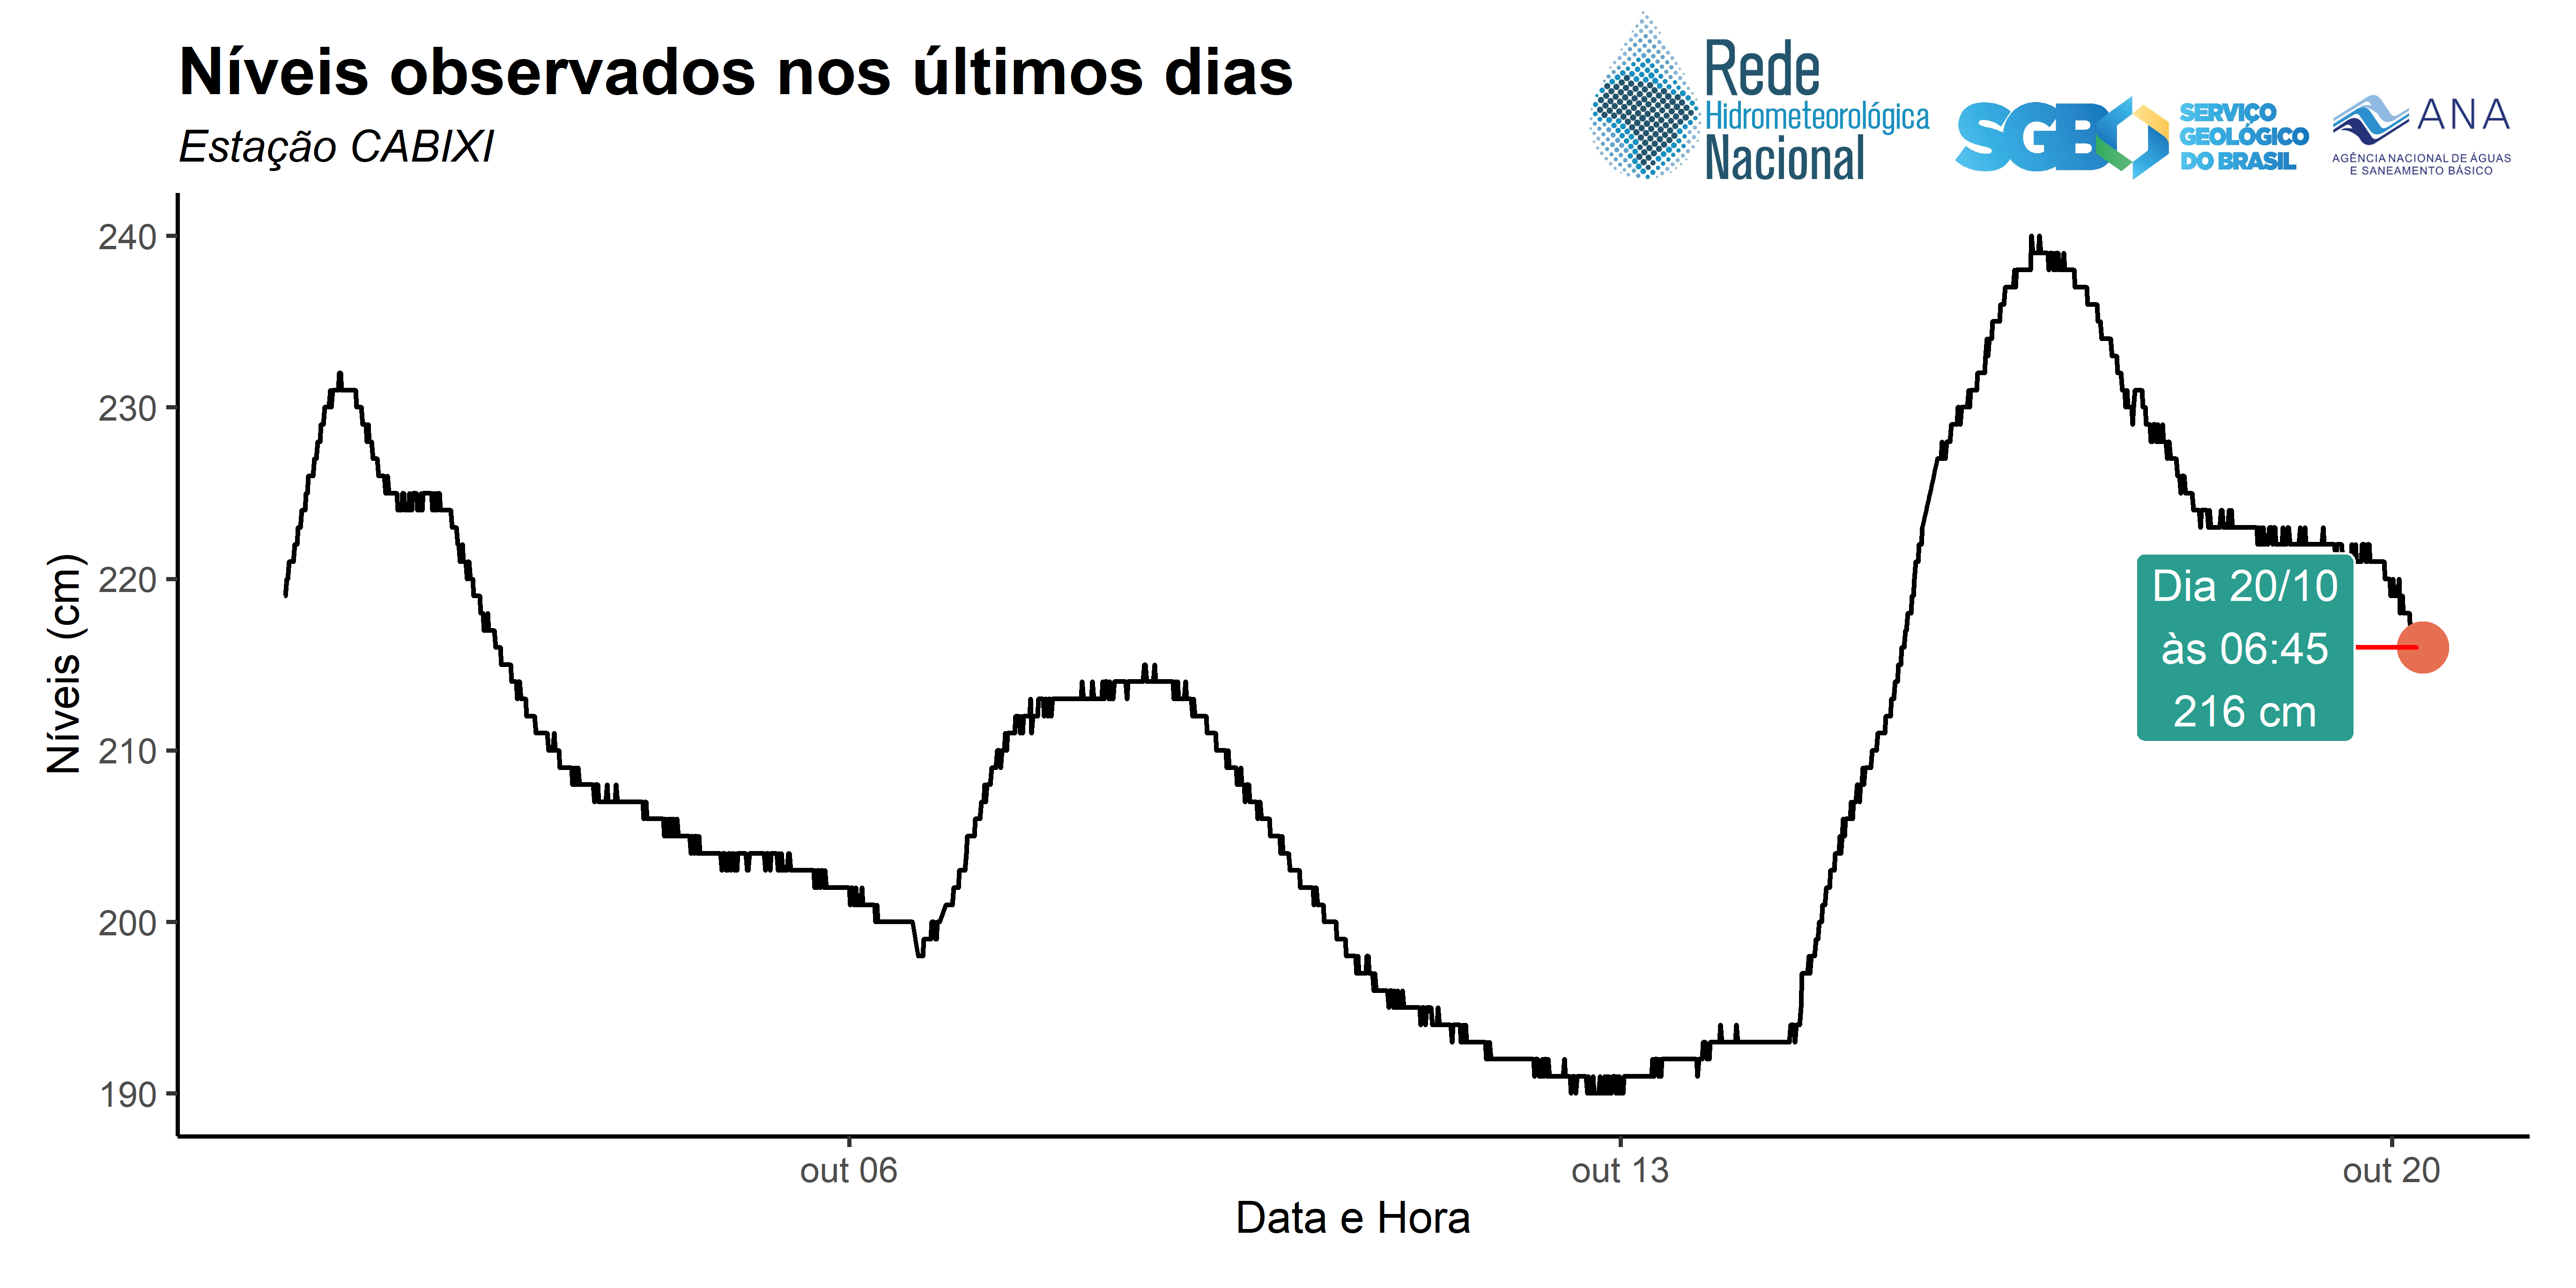 Níveis observados nos últimos dias
Estação CABIXI
Rede
Hidrometeorológica
Nacional
SGB
SERVIÇO
GEOLÓGICO
DO BRASIL
ANA
AGÊNCIA NACIONAL DE ÁGUAS
E SANEAMENTO BÁSICO
Níveis (cm)
240
230
220
210
200
190
Dia 20/10
às 06:45
216 cm
out 06
out 13
out 20
Data e Hora